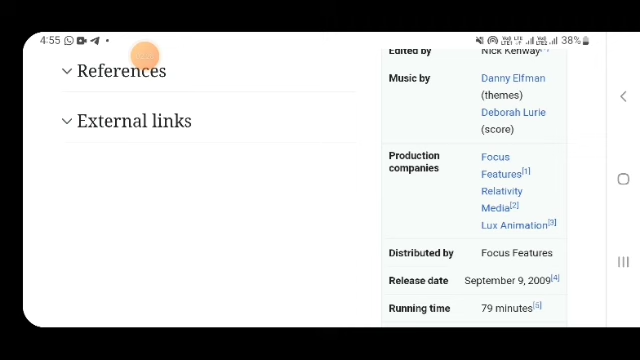 4:55 38%
References
External links
Edited by Nick Kenway
Music by Danny Elfman
(themes)
Deborah Lurie
(score)
Production Focus
companies Features[1]
Relativity
Media[2]
Lux Animation[3]
Distributed by Focus Features
Release date September 9, 2009[4]
Running time 79 minutes[5]